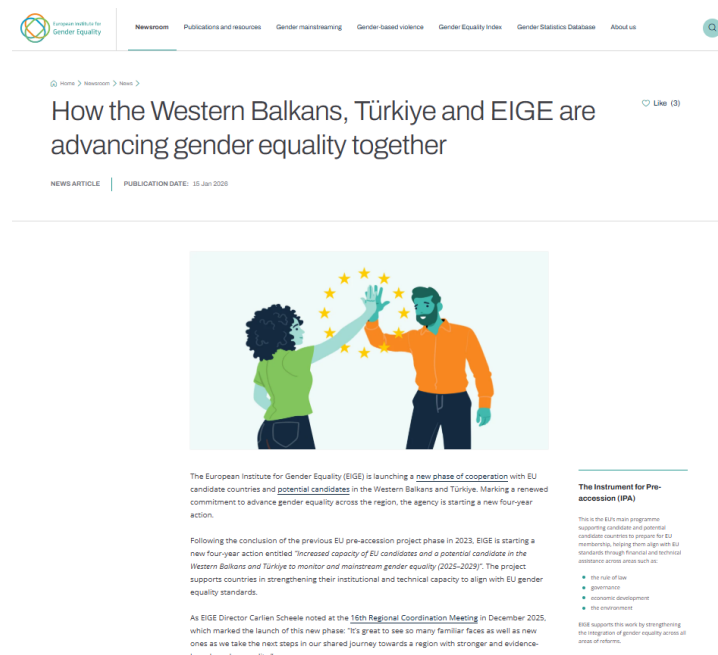 European Institute for
Gender Equality
Newsroom
Publications and resources
Gender mainstreaming
Gender-based violence
Gender Equality Index
Gender Statistics Database
About us
Home > Newsroom > News >
How the Western Balkans, Türkiye and EIGE are
advancing gender equality together
Like (3)
NEWS ARTICLE
PUBLICATION DATE: 15 Jan 2026
The European Institute for Gender Equality (EIGE) is launching a new phase of cooperation with EU
candidate countries and potential candidates in the Western Balkans and Türkiye. Marking a renewed
commitment to advance gender equality across the region, the agency is starting a new four-year
action.
Following the conclusion of the previous EU pre-accession project phase in 2023, EIGE is starting a
new four-year action entitled "Increased capacity of EU candidates and a potential candidate in the
Western Balkans and Türkiye to monitor and mainstream gender equality (2025–2029)". The project
supports countries in strengthening their institutional and technical capacity to align with EU gender
equality standards.
As EIGE Director Carlien Scheele noted at the 16th Regional Coordination Meeting in December 2025,
which marked the launch of this new phase: "It's great to see so many familiar faces as well as new
ones as we take the next steps in our shared journey towards a region with stronger and evidence-
The Instrument for Pre-
accession (IPA)
This is the EU's main programme
supporting candidate and potential
candidate countries to prepare for EU
membership, helping them align with EU
standards through financial and technical
assistance across areas such as:
the rule of law
governance
economic development
the environment
EIGE supports this work by strengthening
the integration of gender equality across all
areas of reforms.